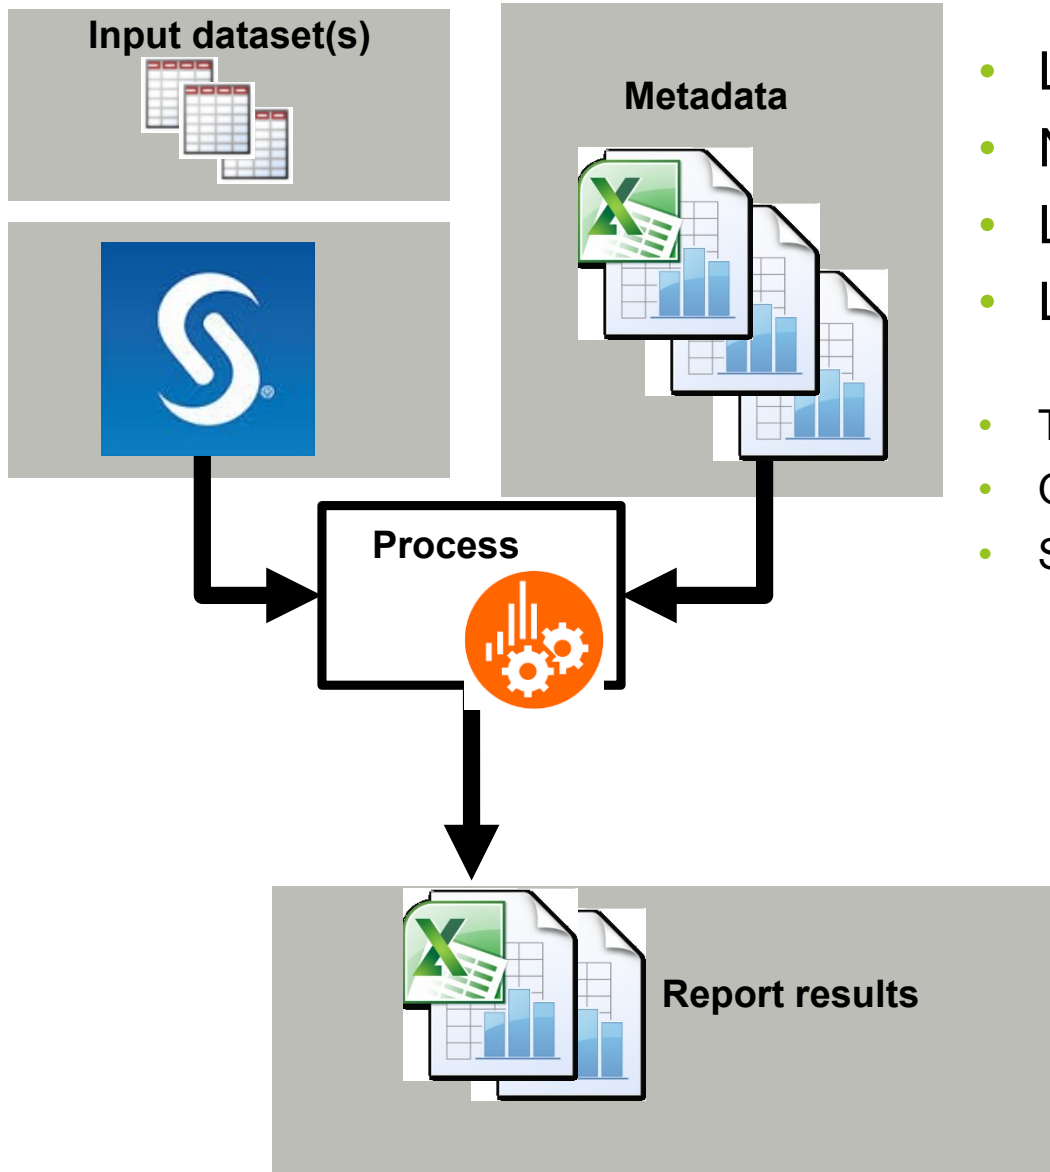 Input dataset(s)
Metadata
• L
• N
• L
• L
• T
• C
• S
Process
Report results